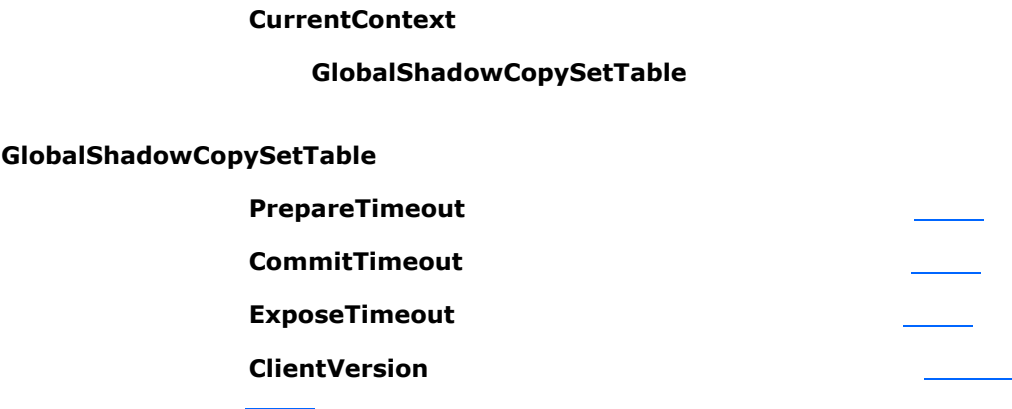 CurrentContext
GlobalShadowCopySetTable
GlobalShadowCopySetTable
PrepareTimeout
CommitTimeout
ExposeTimeout
ClientVersion